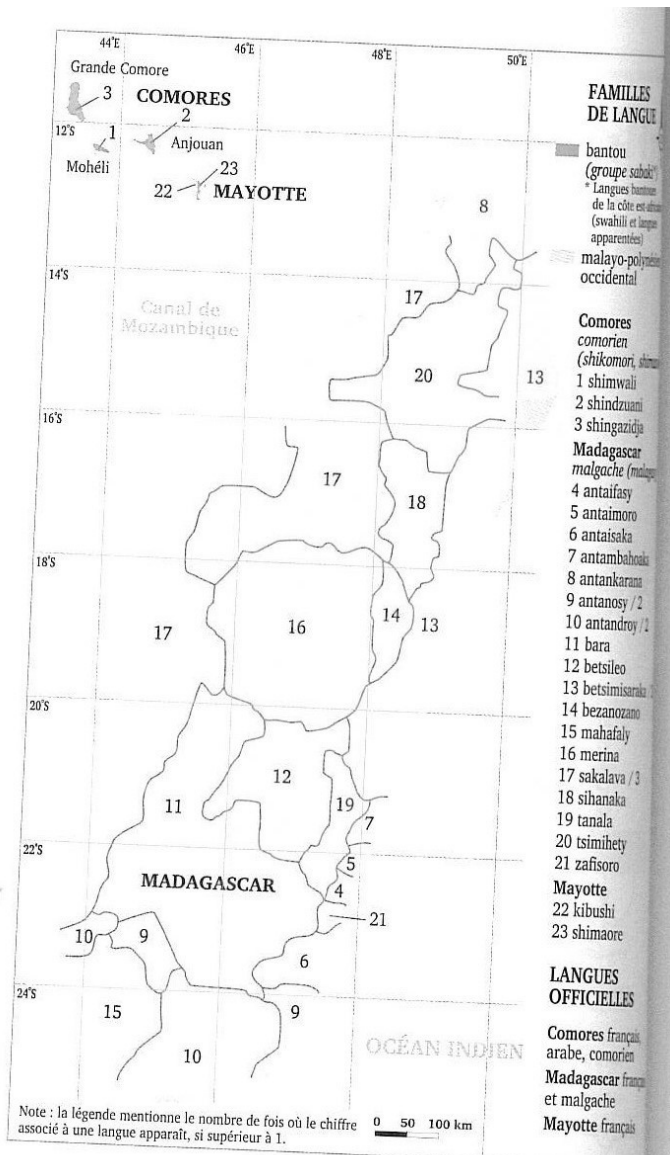 44°E
46°E
48°E
50°E
Grande Comore
3
COMORES
2
12°S
1
Anjouan
Mohéli
23
22
MAYOTTE
8
14°S
17
Canal de
Mozambique
20
13
16°S
17
18
18°S
14
13
16
17
20°S
12
11
19
7
22°S
5
MADAGASCAR
4
21
10
9
6
24°S
15
9
10
OCÉAN INDIEN
Note : la légende mentionne le nombre de fois où le chiffre
associé à une langue apparaît, si supérieur à 1.
0 50 100 km
FAMILLES
DE LANGUE
bantou
(groupe sabaki*)
* Langues
de la côte
(swahili et
apparentées)
occidental
Comores
comorien
(shikomori,
1 shimwali
2 shindzuani
3 shingazidja
Madagascar
malgache
4 antaifasy
5 antaimoro
6 antaisaka
7 antambahoaka
8 antankarana
9 antanosy / 2
10 antandroy / 2
11 bara
12 betsileo
13 betsimisaraka
14 bezanozano
15 mahafaly
16 merina
17 sakalava / 3
18 sihanaka
19 tanala
20 tsimihety
21 zafisoro
Mayotte
22 kibushi
23 shimaore
LANGUES
OFFICIELLES
Comores français,
arabe, comorien
Madagascar
et malgache
Mayotte français